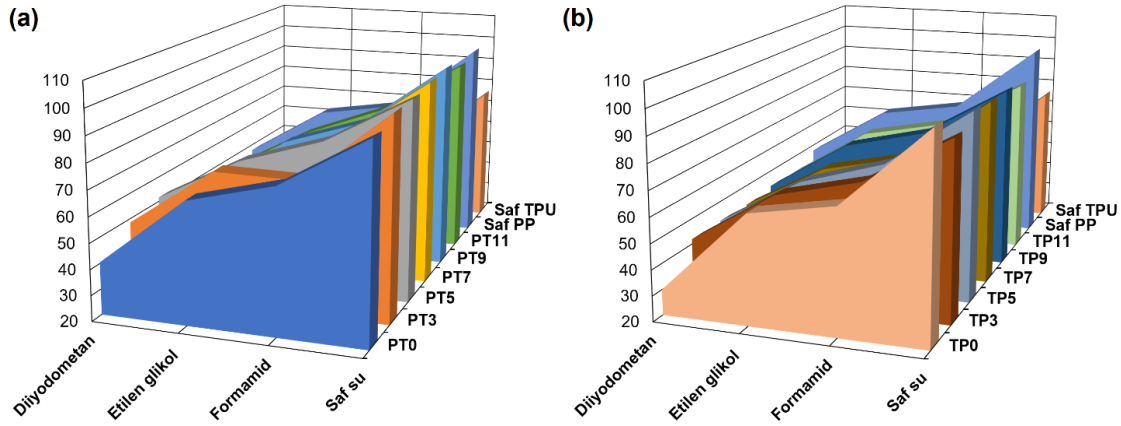 (a)
110
100
90
80
70
60
50
40
30
20
Diiyodometan
Etilen glikol
Formamid
Saf su
PT0
PT3
PT5
PT7
PT9
PT11
Saf PP
Saf TPU
(b)
110
100
90
80
70
60
50
40
30
20
Diiyodometan
Etilen glikol
Formamid
Saf su
TP0
TP3
TP5
TP7
TP9
TP11
Saf PP
Saf TPU